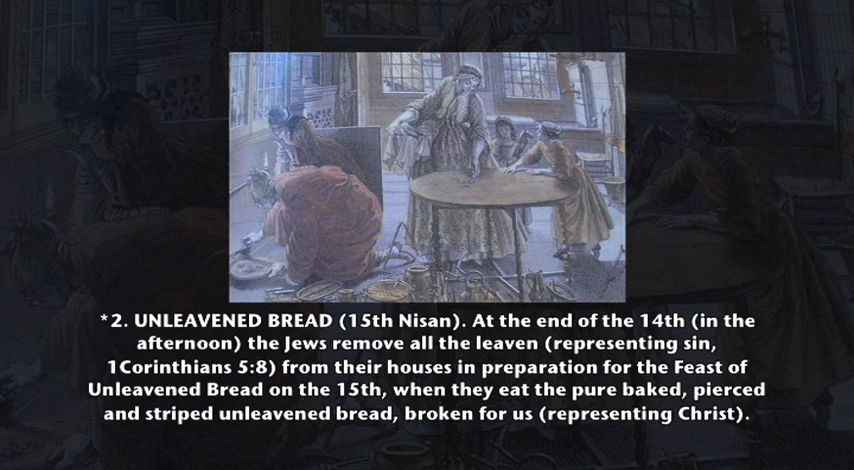 *2. UNLEAVENED BREAD (15th Nisan). At the end of the 14th (in the
afternoon) the Jews remove all the leaven (representing sin,
1Corinthians 5:8) from their houses in preparation for the Feast of
Unleavened Bread on the 15th, when they eat the pure baked, pierced
and striped unleavened bread, broken for us (representing Christ).